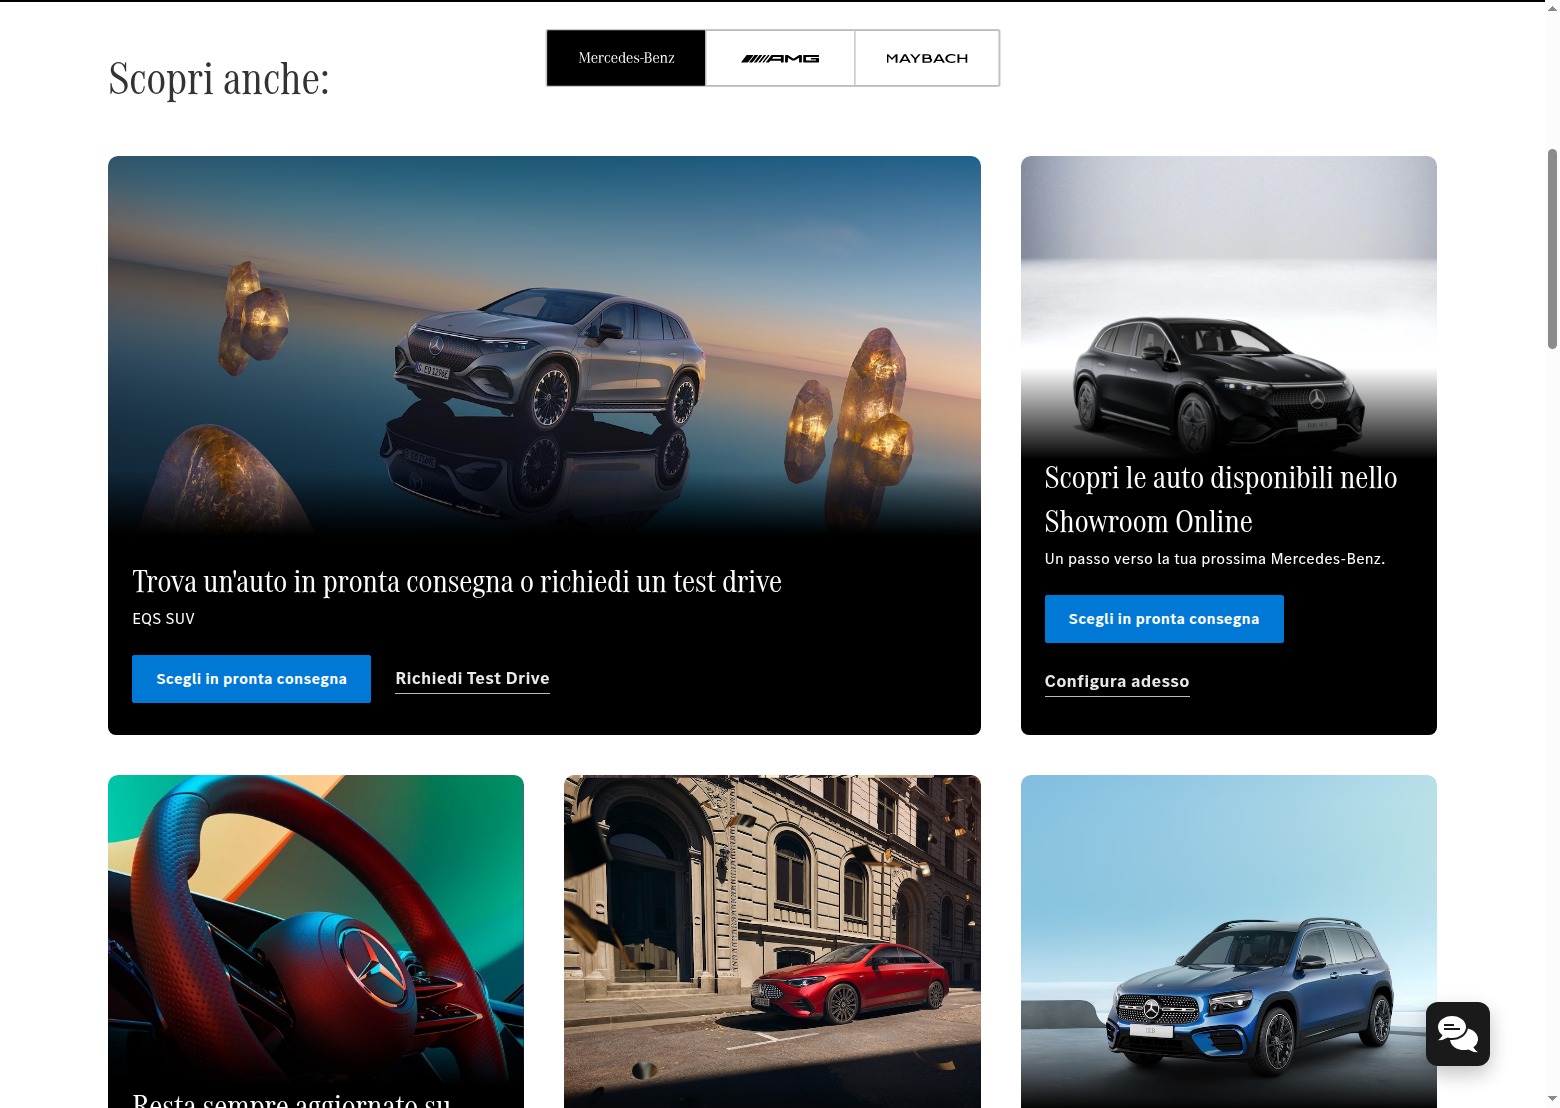 Mercedes-Benz
AMG
MAYBACH
Scopri anche:
Trova un'auto in pronta consegna o richiedi un test drive
EQS SUV
Scegli in pronta consegna
Richiedi Test Drive
Scopri le auto disponibili nello
Showroom Online
Un passo verso la tua prossima Mercedes-Benz.
Scegli in pronta consegna
Configura adesso
Resta sempre aggiornato su